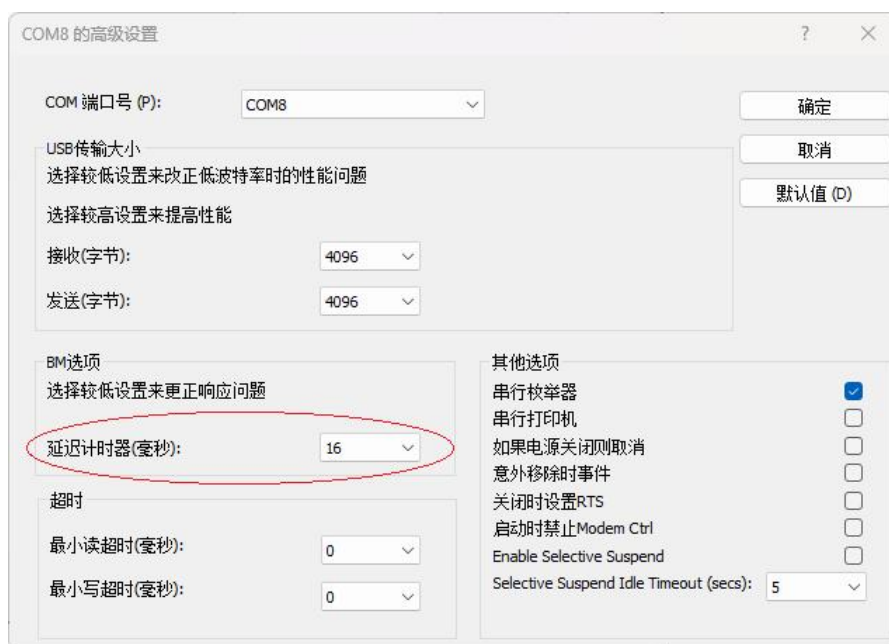 COM8 的高级设置
COM 端口号 (P):
COM8
确定
取消
默认值 (D)
USB传输大小
选择较低设置来改正低波特率时的性能问题
选择较高设置来提高性能
接收(字节):
4096
发送(字节):
4096
BM选项
选择较低设置来更正响应问题
延迟计时器(毫秒):
16
超时
最小读超时(毫秒):
0
最小写超时(毫秒):
0
其他选项
串行枚举器
串行打印机
如果电源关闭则取消
意外移除时事件
关闭时设置RTS
启动时禁止Modem Ctrl
Enable Selective Suspend
Selective Suspend Idle Timeout (secs):
5